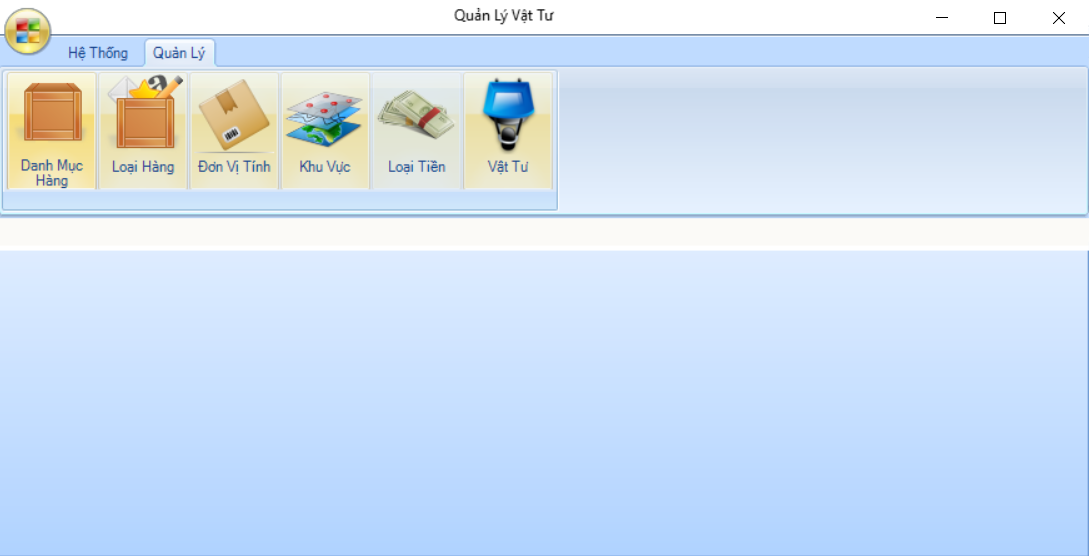 Quản Lý Vật Tư
Hệ Thống
Quản Lý
Danh Mục
Hàng
Loại Hàng
Đơn Vị Tính
Khu Vực
Loại Tiền
Vật Tư